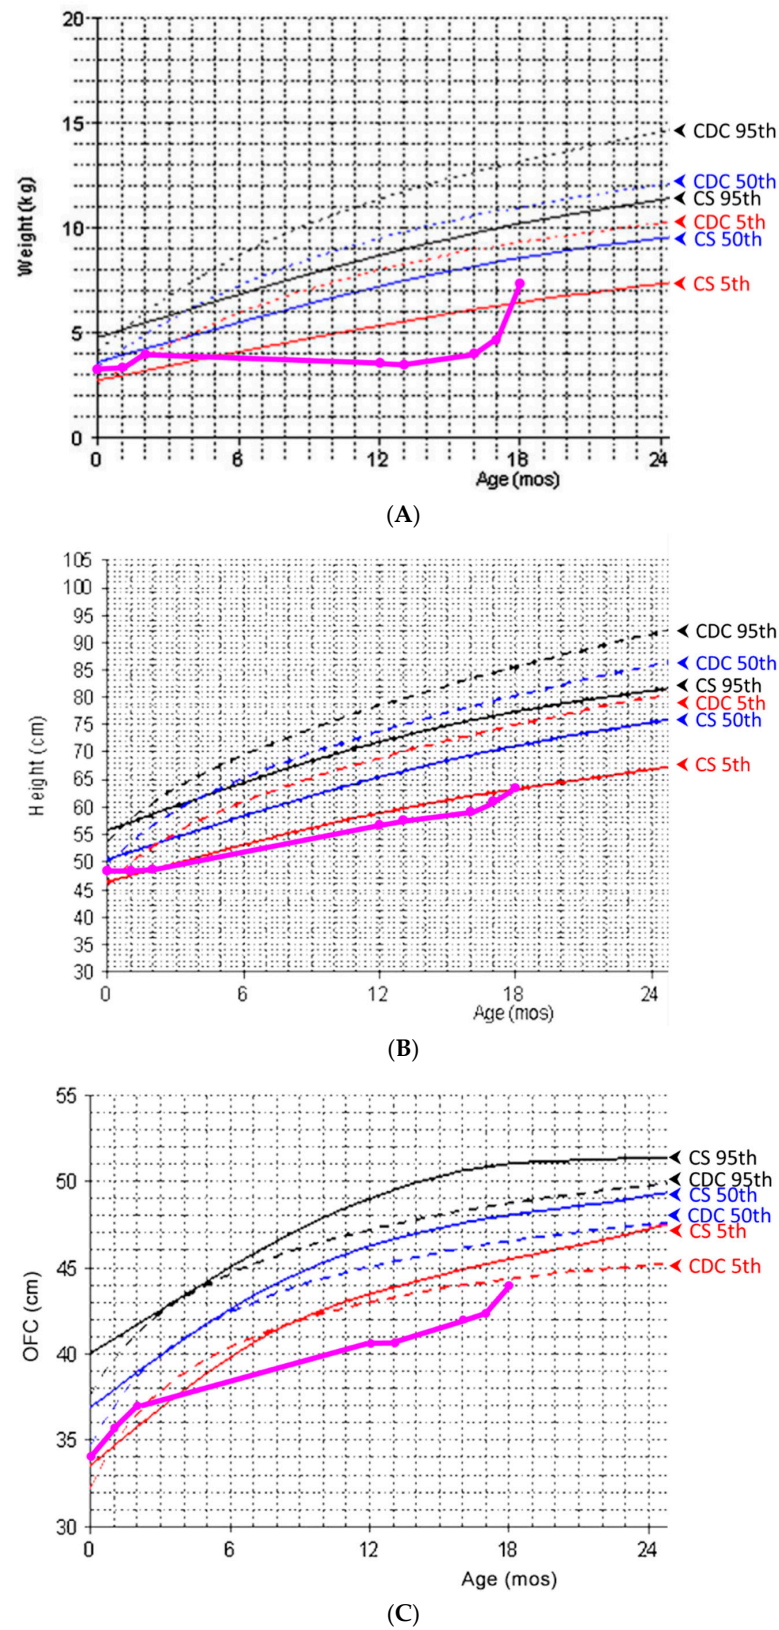 20
15
10
5
0
Weight (kg)
CDC 95th
CDC 50th
CS 95th
CDC 5th
CS 50th
CS 5th
0 6 12 18 24
Age (mos)
(A)
105
100
95
90
85
80
75
70
65
60
55
50
45
40
35
30
Height (cm)
CDC 95th
CDC 50th
CS 95th
CDC 5th
CS 50th
CS 5th
0 6 12 18 24
Age (mos)
(B)
55
50
45
40
35
30
OFC (cm)
CS 95th
CDC 95th
CS 50th
CDC 50th
CS 5th
CDC 5th
0 6 12 18 24
Age (mos)
(C)